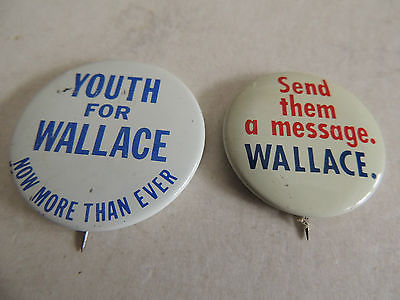 YOUTH
FOR
WALLACE
NOW MORE THAN EVER
Send
them
a message.
WALLACE.